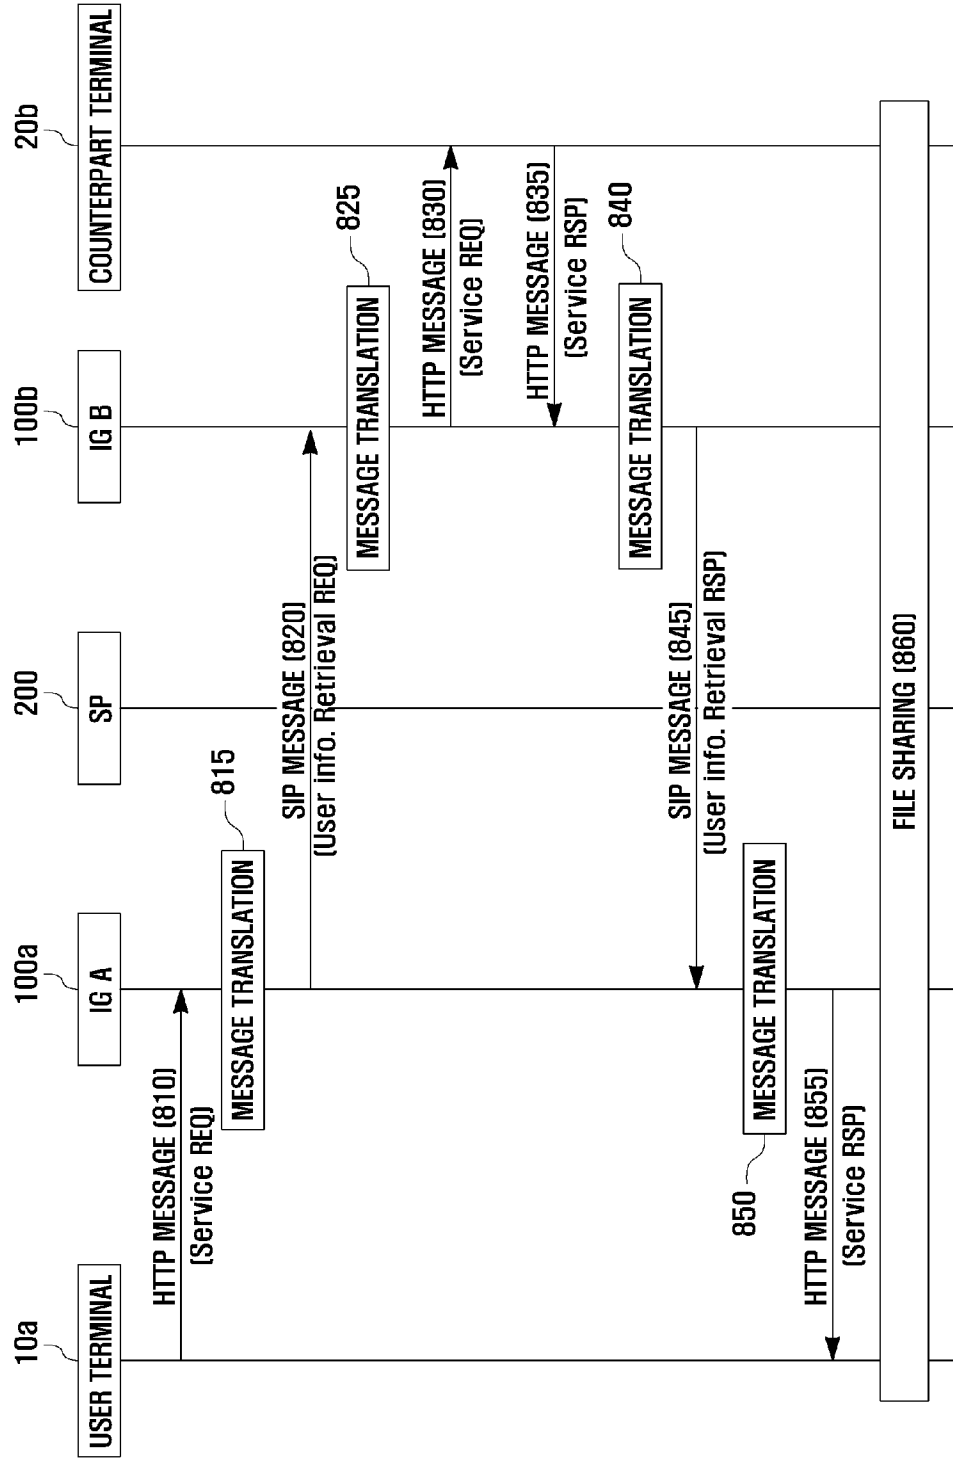 10a
100a
200
100b
20b
USER TERMINAL
IG A
SP
IG B
COUNTERPART TERMINAL
HTTP MESSAGE (810)
(Service REQ)
MESSAGE TRANSLATION
815
SIP MESSAGE (820)
(User info. Retrieval REQ)
MESSAGE TRANSLATION
825
HTTP MESSAGE (830)
(Service REQ)
HTTP MESSAGE (835)
(Service RSP)
MESSAGE TRANSLATION
840
SIP MESSAGE (845)
(User info. Retrieval RSP)
850
MESSAGE TRANSLATION
HTTP MESSAGE (855)
(Service RSP)
FILE SHARING (860)